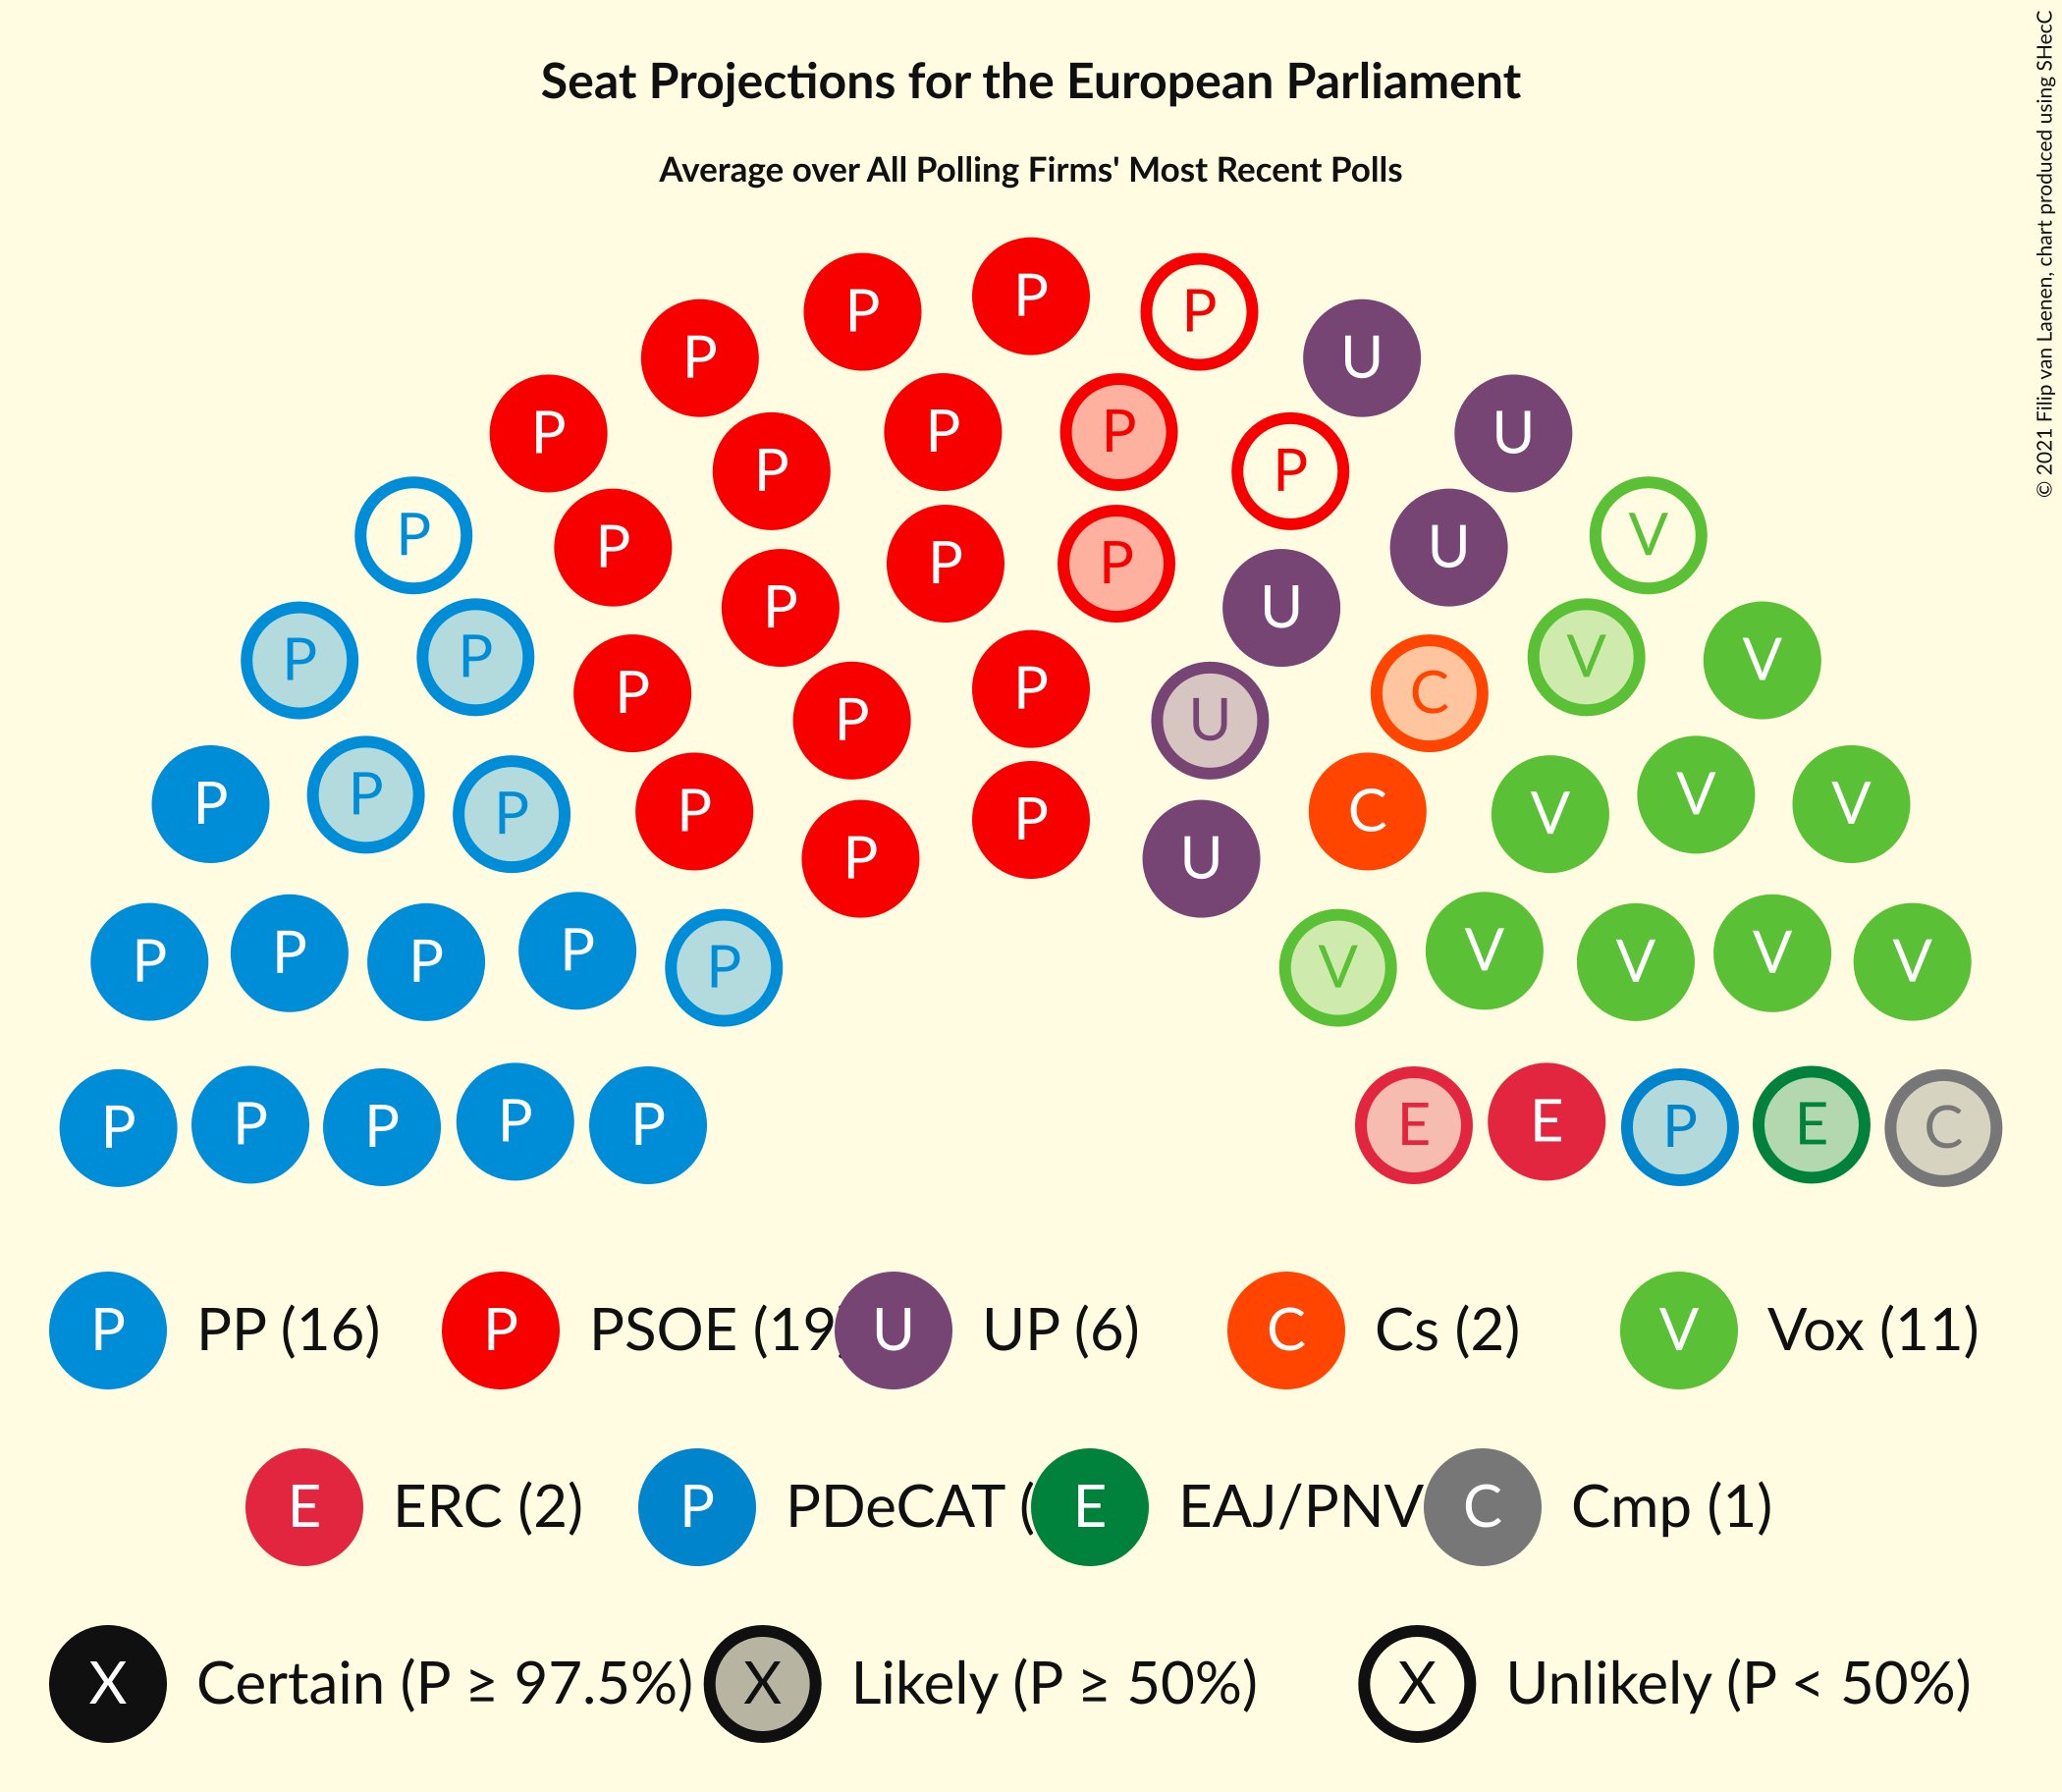 Seat Projections for the European Parliament
Average over All Polling Firms' Most Recent Polls
© 2021 Filip van Laenen, chart produced using SHecC
P
P P
P P
U
P P
P P
U
P
P
P
P U
P P V
P
P U
P V
P V
P C
P U
P
P P V
P V
P C V
P
P U
P P V V
P P V V
P V
P P P P P E E P E C
P PP (16) P PSOE (19 U UP (6) C Cs (2) V Vox (11)
E ERC (2) P PDeCAT ( E EAJ/PNV C Cmp (1)
X Certain (P ≥ 97.5%) X Likely (P ≥ 50%) X Unlikely (P < 50%)